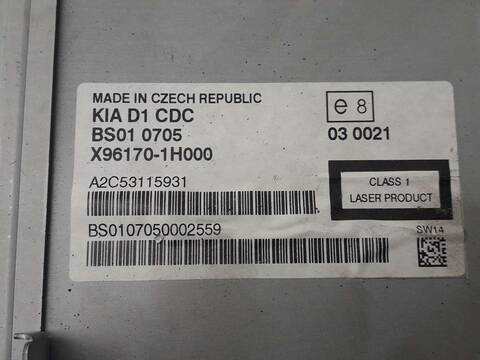 MADE IN CZECH REPUBLIC
KIA D1 CDC
BS01 0705
X96170-1H000
e 8
03 0021
A2C53115931
CLASS 1
LASER PRODUCT
BS0107050002559
SW14